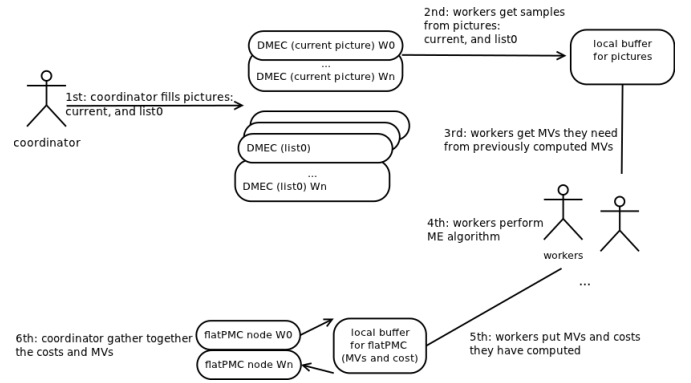 2nd: workers get samples
from pictures:
current, and list0
DMEC (current picture) W0
...
DMEC (current picture) Wn
local buffer
for pictures
1st: coordinator fills pictures:
current, and list0
coordinator
DMEC (list0)
...
DMEC (list0) Wn
3rd: workers get MVs they need
from previously computed MVs
4th: workers perform
ME algorithm
workers
...
6th: coordinator gather together
the costs and MVs
flatPMC node W0
flatPMC node Wn
local buffer
for flatPMC
(MVs and cost)
5th: workers put MVs and costs
they have computed